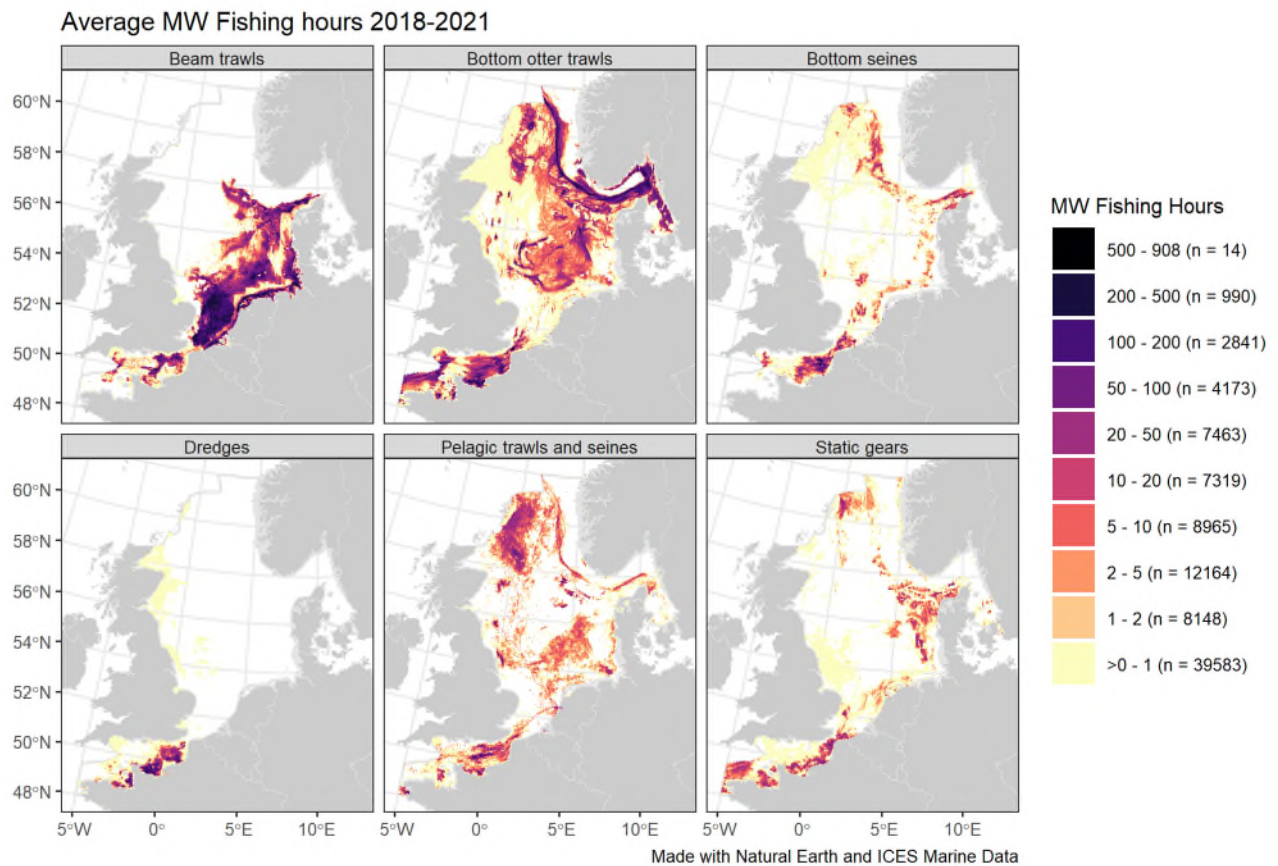 Average MW Fishing hours 2018-2021
Beam trawls
Bottom otter trawls
Bottom seines
60°N
58°N
56°N
54°N
52°N
50°N
48°N
Dredges
Pelagic trawls and seines
Static gears
60°N
58°N
56°N
54°N
52°N
50°N
48°N
5°W 0° 5°E 10°E
5°W 0° 5°E 10°E
5°W 0° 5°E 10°E
MW Fishing Hours
500 - 908 (n = 14)
200 - 500 (n = 990)
100 - 200 (n = 2841)
50 - 100 (n = 4173)
20 - 50 (n = 7463)
10 - 20 (n = 7319)
5 - 10 (n = 8965)
2 - 5 (n = 12164)
1 - 2 (n = 8148)
>0 - 1 (n = 39583)
Made with Natural Earth and ICES Marine Data